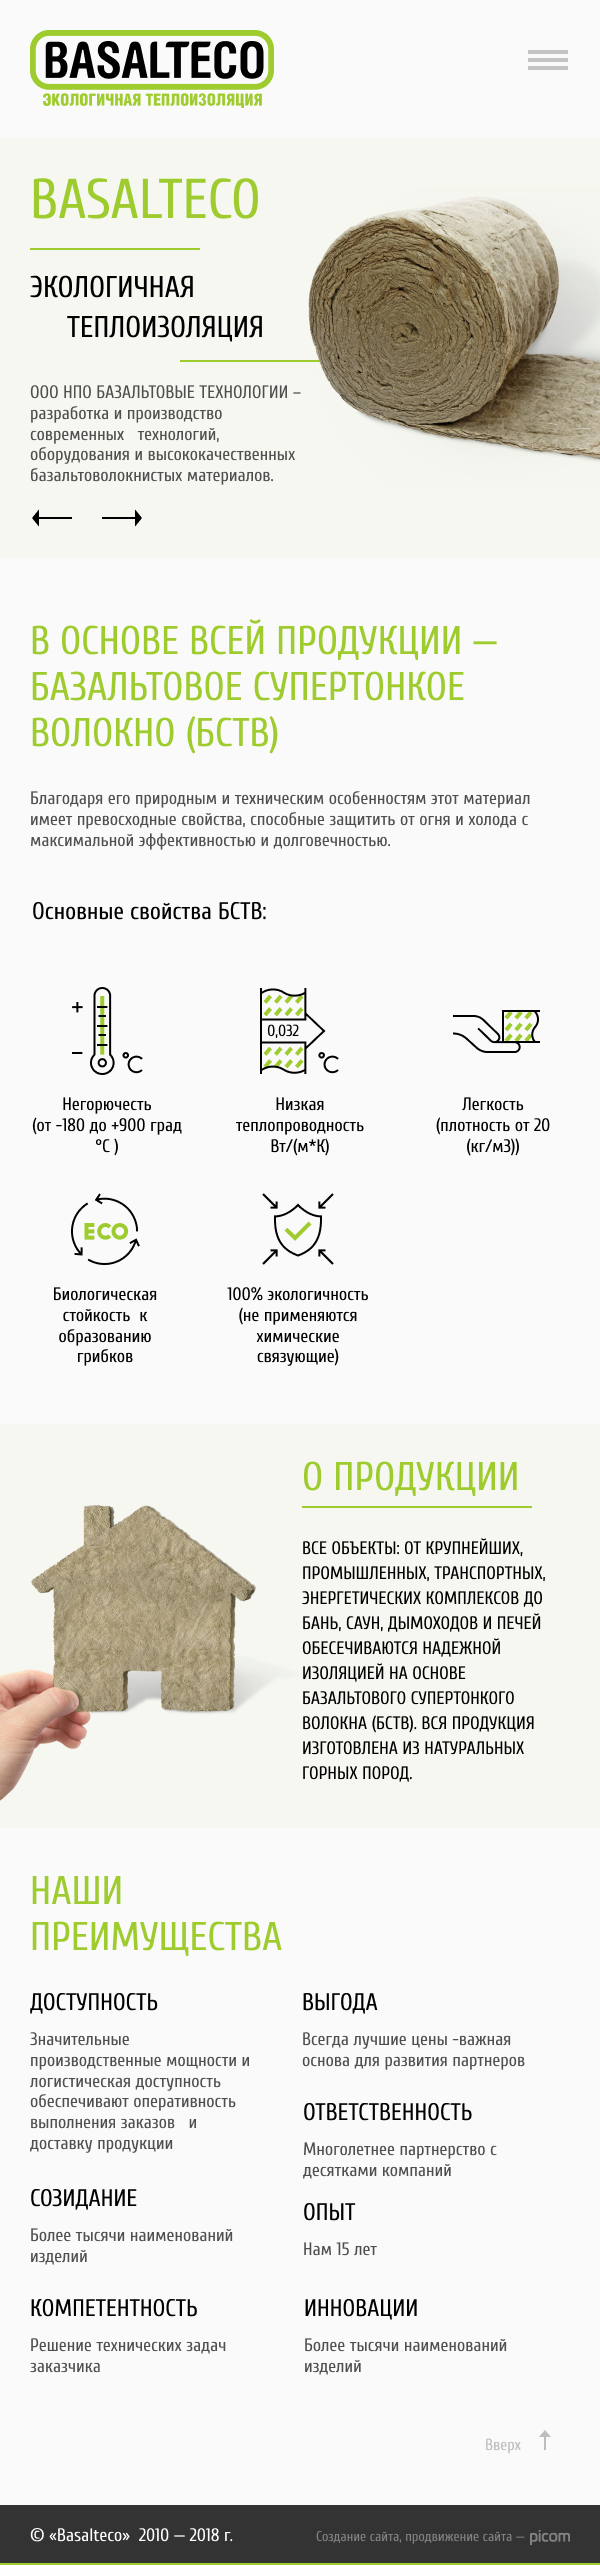 BASALTECO
ЭКОЛОГИЧНАЯ ТЕПЛОИЗОЛЯЦИЯ
BASALTECO
ЭКОЛОГИЧНАЯ
ТЕПЛОИЗОЛЯЦИЯ
ООО НПО БАЗАЛЬТОВЫЕ ТЕХНОЛОГИИ –
разработка и производство
современных технологий,
оборудования и высококачественных
базальтоволокнистых материалов.
В ОСНОВЕ ВСЕЙ ПРОДУКЦИИ —
БАЗАЛЬТОВОЕ СУПЕРТОНКОЕ
ВОЛОКНО (БСТВ)
Благодаря его природным и техническим особенностям этот материал
имеет превосходные свойства, способные защитить от огня и холода с
максимальной эффективностью и долговечностью.
Основные свойства БСТВ:
+
−
°C
Негорючесть
(от -180 до +900 град
°С )
0,032
°C
Низкая
теплопроводность
Вт/(м*К)
Легкость
(плотность от 20
(кг/м3))
ECO
Биологическая
стойкость к
образованию
грибков
100% экологичность
(не применяются
химические
связующие)
О ПРОДУКЦИИ
ВСЕ ОБЪЕКТЫ: ОТ КРУПНЕЙШИХ,
ПРОМЫШЛЕННЫХ, ТРАНСПОРТНЫХ,
ЭНЕРГЕТИЧЕСКИХ КОМПЛЕКСОВ ДО
БАНЬ, САУН, ДЫМОХОДОВ И ПЕЧЕЙ
ОБЕСЕЧИВАЮТСЯ НАДЕЖНОЙ
ИЗОЛЯЦИЕЙ НА ОСНОВЕ
БАЗАЛЬТОВОГО СУПЕРТОНКОГО
ВОЛОКНА (БСТВ). ВСЯ ПРОДУКЦИЯ
ИЗГОТОВЛЕНА ИЗ НАТУРАЛЬНЫХ
ГОРНЫХ ПОРОД.
НАШИ
ПРЕИМУЩЕСТВА
ДОСТУПНОСТЬ
Значительные
производственные мощности и
логистическая доступность
обеспечивают оперативность
выполнения заказов и
доставку продукции
СОЗИДАНИЕ
Более тысячи наименований
изделий
КОМПЕТЕНТНОСТЬ
Решение технических задач
заказчика
ВЫГОДА
Всегда лучшие цены -важная
основа для развития партнеров
ОТВЕТСТВЕННОСТЬ
Многолетнее партнерство с
десятками компаний
ОПЫТ
Нам 15 лет
ИННОВАЦИИ
Более тысячи наименований
изделий
Вверх
© «Basalteco» 2010 — 2018 г.
Создание сайта, продвижение сайта — picom